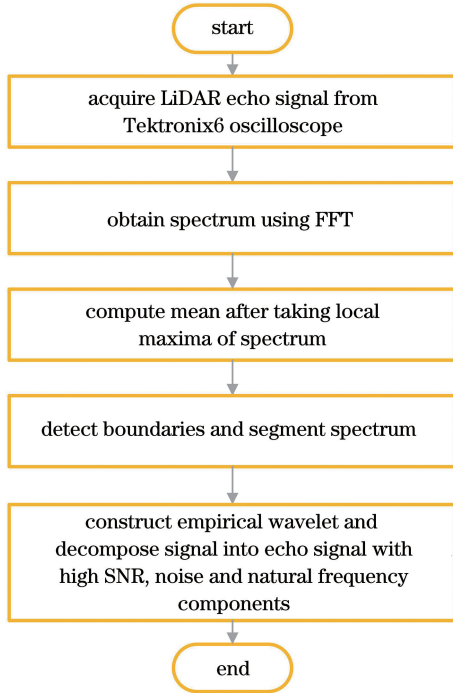 start
acquire LiDAR echo signal from
Tektronix6 oscilloscope
obtain spectrum using FFT
compute mean after taking local
maxima of spectrum
detect boundaries and segment spectrum
construct empirical wavelet and
decompose signal into echo signal with
high SNR, noise and natural frequency
components
end